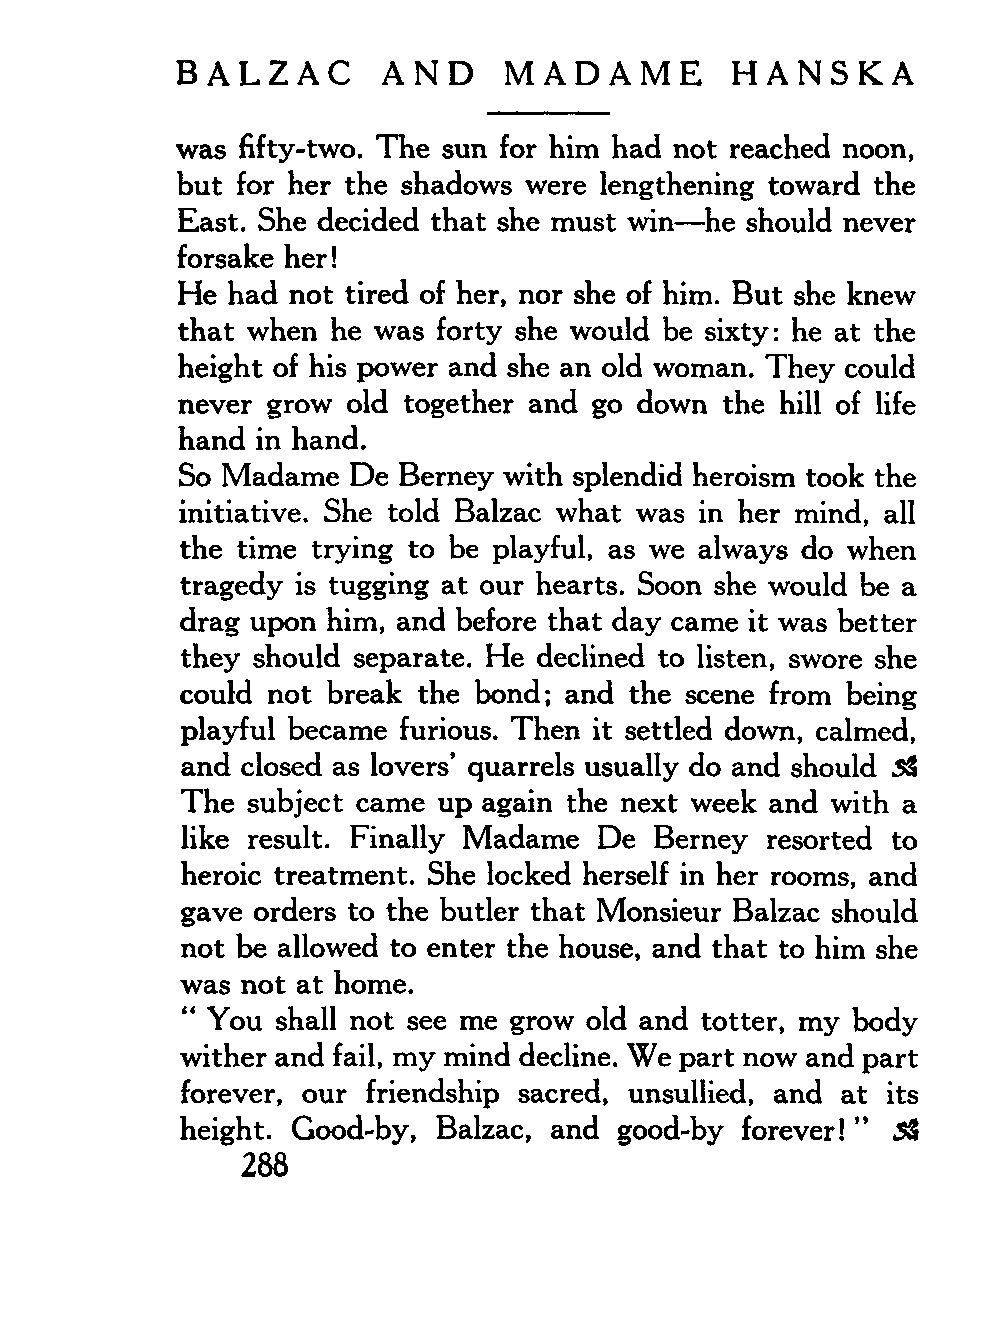 BALZAC AND MADAME HANSKA
was fifty-two. The sun for him had not reached noon,
but for her the shadows were lengthening toward the
East. She decided that she must win—he should never
forsake her!
He had not tired of her, nor she of him. But she knew
that when he was forty she would be sixty: he at the
height of his power and she an old woman. They could
never grow old together and go down the hill of life
hand in hand.
So Madame De Berney with splendid heroism took the
initiative. She told Balzac what was in her mind, all
the time trying to be playful, as we always do when
tragedy is tugging at our hearts. Soon she would be a
drag upon him, and before that day came it was better
they should separate. He declined to listen, swore she
could not break the bond; and the scene from being
playful became furious. Then it settled down, calmed,
and closed as lovers' quarrels usually do and should
The subject came up again the next week and with a
like result. Finally Madame De Berney resorted to
heroic treatment. She locked herself in her rooms, and
gave orders to the butler that Monsieur Balzac should
not be allowed to enter the house, and that to him she
was not at home.
“ You shall not see me grow old and totter, my body
wither and fail, my mind decline. We part now and part
forever, our friendship sacred, unsullied, and at its
height. Good-by, Balzac, and good-by forever! ”
288